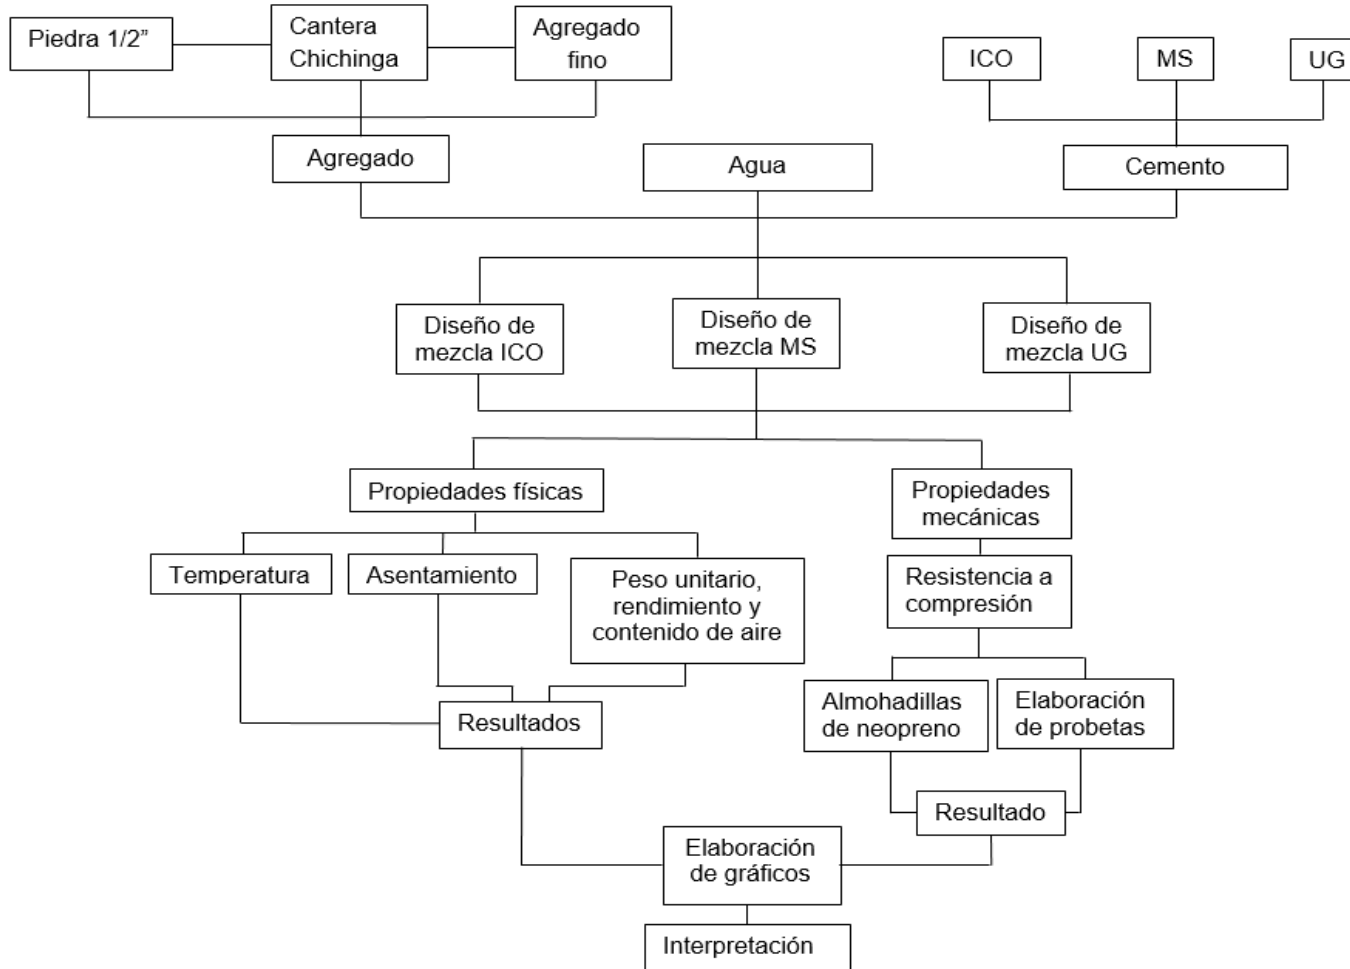 Piedra 1/2”
Cantera
Chichinga
Agregado
fino
ICO
MS
UG
Agregado
Agua
Cemento
Diseño de
mezcla ICO
Diseño de
mezcla MS
Diseño de
mezcla UG
Propiedades físicas
Propiedades
mecánicas
Temperatura
Asentamiento
Peso unitario,
rendimiento y
contenido de aire
Resistencia a
compresión
Resultados
Almohadillas
de neopreno
Elaboración
de probetas
Resultado
Elaboración
de gráficos
Interpretación